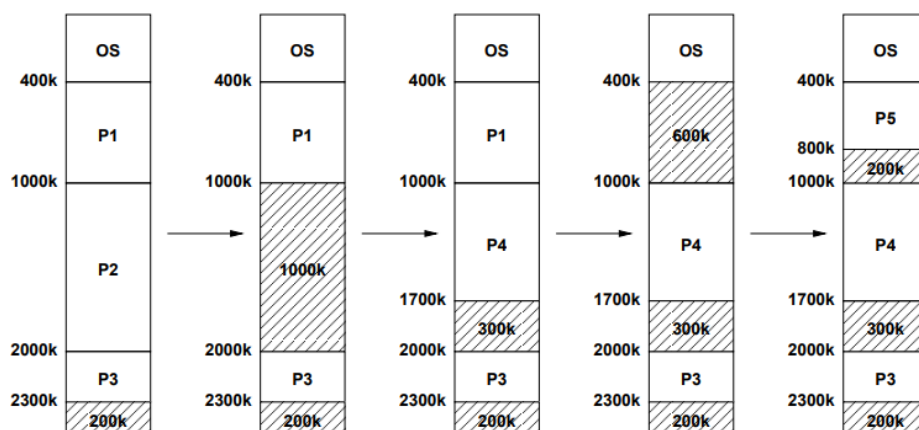 OS OS OS OS OS
400k 400k 400k 400k 400k
P1 P1 P1 600k P5
800k
200k
1000k 1000k 1000k 1000k 1000k
P2 1000k P4 P4 P4
1700k 1700k 1700k
300k 300k 300k
2000k 2000k 2000k 2000k 2000k
P3 P3 P3 P3 P3
2300k 2300k 2300k 2300k 2300k
200k 200k 200k 200k 200k